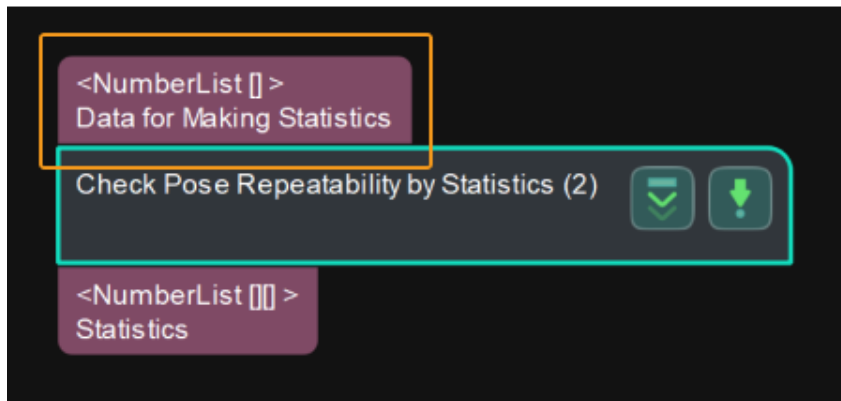 <NumberList [] >
Data for Making Statistics
Check Pose Repeatability by Statistics (2)
<NumberList [][] >
Statistics